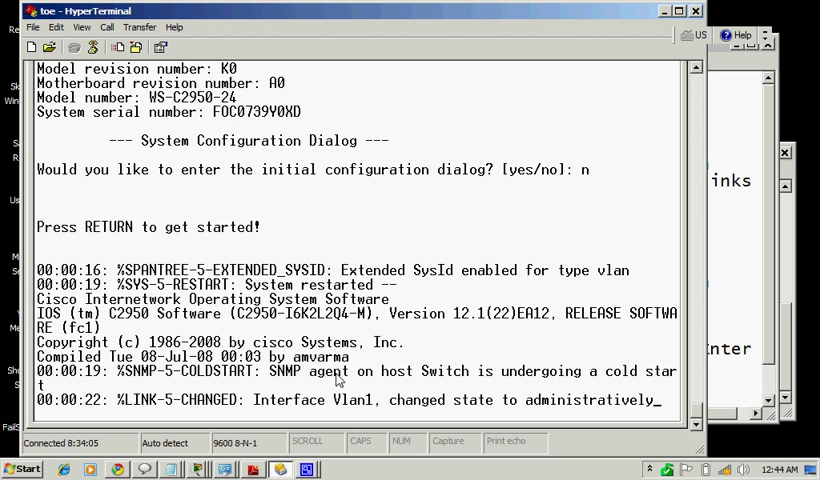 toe - HyperTerminal
File Edit View Call Transfer Help
US Help
Model revision number: K0
Motherboard revision number: A0
Model number: WS-C2950-24
System serial number: FOC0739Y0XD
--- System Configuration Dialog ---
Would you like to enter the initial configuration dialog? [yes/no]: n
Press RETURN to get started!
00:00:16: %SPANTREE-5-EXTENDED_SYSID: Extended SysId enabled for type vlan
00:00:19: %SYS-5-RESTART: System restarted --
Cisco Internetwork Operating System Software
IOS (tm) C2950 Software (C2950-I6K2L2Q4-M), Version 12.1(22)EA12, RELEASE SOFTWA
RE (fc1)
Copyright (c) 1986-2008 by cisco Systems, Inc.
Compiled Tue 08-Jul-08 00:03 by amvarma
00:00:19: %SNMP-5-COLDSTART: SNMP agent on host Switch is undergoing a cold star
t
00:00:22: %LINK-5-CHANGED: Interface Vlan1, changed state to administratively_
inks
Enter
Connected 8:34:05 Auto detect 9600 8-N-1 SCROLL CAPS NUM Capture Print echo
Start 12:44 AM